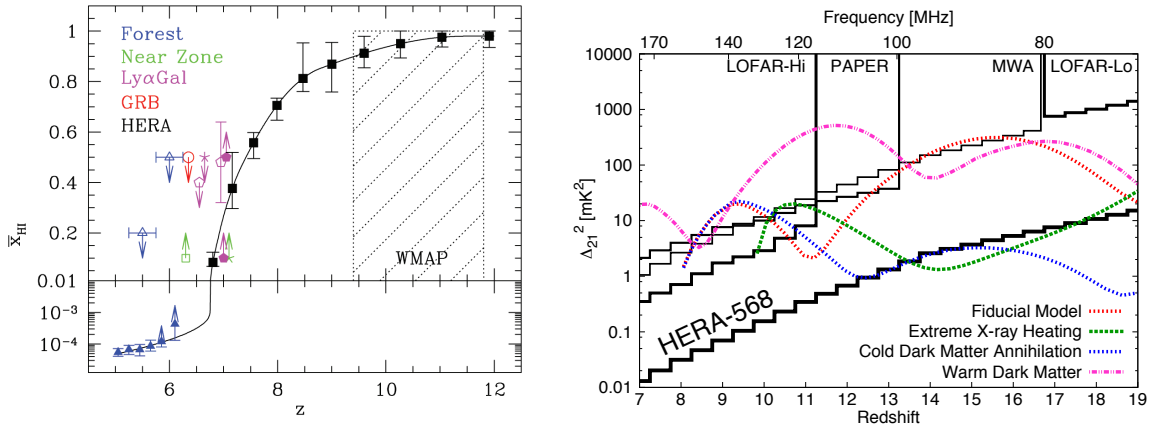 1
0.8
0.6
0.4
0.2
0.01
10⁻³
10⁻⁴
x̄HI
Forest
Near Zone
LyαGal
GRB
HERA
WMAP
6 8 10 12
z
Frequency [MHz]
170 140 120 100 80
10000
1000
100
10
1
0.1
0.01
Δ₂₁² [mK²]
LOFAR-Hi PAPER MWA LOFAR-Lo
HERA-568
Fiducial Model
Extreme X-ray Heating
Cold Dark Matter Annihilation
Warm Dark Matter
7 8 9 10 11 12 13 14 15 16 17 18 19
Redshift